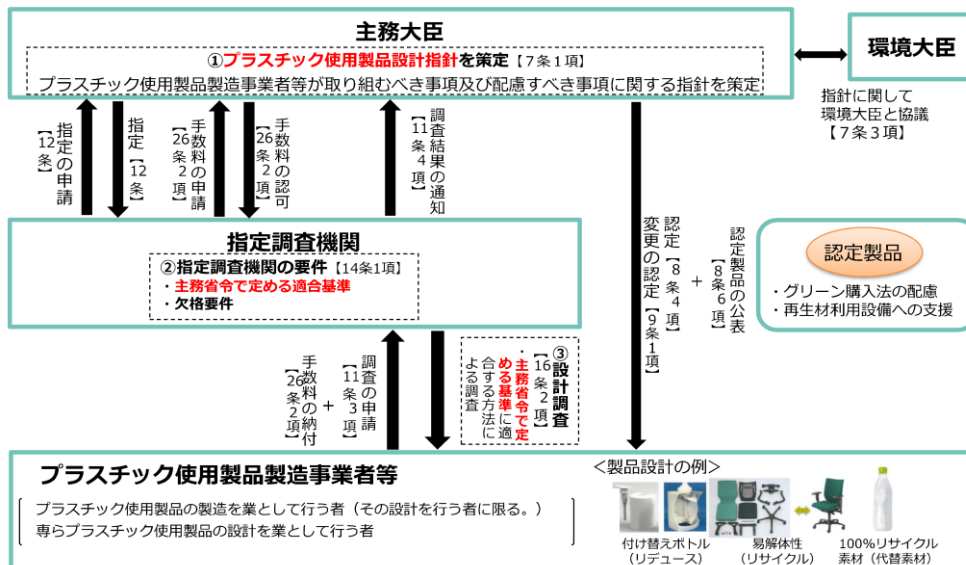 主務大臣
①プラスチック使用製品設計指針を策定【7条1項】
プラスチック使用製品製造事業者等が取り組むべき事項及び配慮すべき事項に関する指針を策定
環境大臣
指針に関して
環境大臣と協議
【7条3項】
指定の申請
【12条】
指定【12条】
手数料の申請
【26条2項】
手数料の認可
【26条2項】
調査結果の通知
【11条4項】
指定調査機関
②指定調査機関の要件【14条1項】
・主務省令で定める適合基準
・欠格要件
認定【8条4項】
変更の認定【9条1項】
+
認定製品の公表
【8条6項】
認定製品
・グリーン購入法の配慮
・再生材利用設備への支援
手数料の納付
【26条2項】
+
調査の申請
【11条3項】
③設計調査
【16条2項】
・主務省令で定
める基準に適
合する方法に
よる調査
プラスチック使用製品製造事業者等
プラスチック使用製品の製造を業として行う者（その設計を行う者に限る。）
専らプラスチック使用製品の設計を業として行う者
＜製品設計の例＞
付け替えボトル
（リデュース）
易解体性
（リサイクル）
100%リサイクル
素材（代替素材）